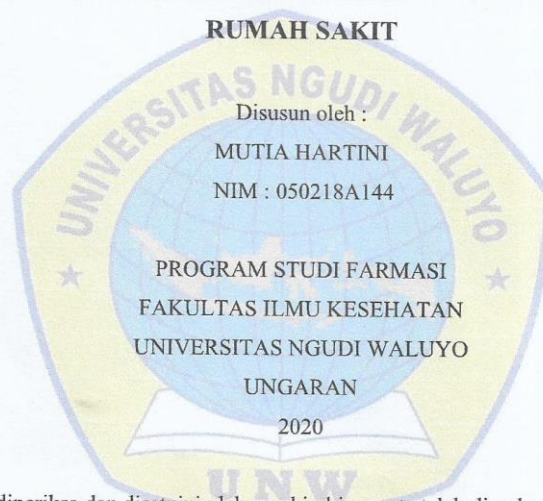 RUMAH SAKIT
UNIVERSITAS NGUDI WALUYO
Disusun oleh :
MUTIA HARTINI
NIM : 050218A144
PROGRAM STUDI FARMASI
FAKULTAS ILMU KESEHATAN
UNIVERSITAS NGUDI WALUYO
UNGARAN
2020
UNW